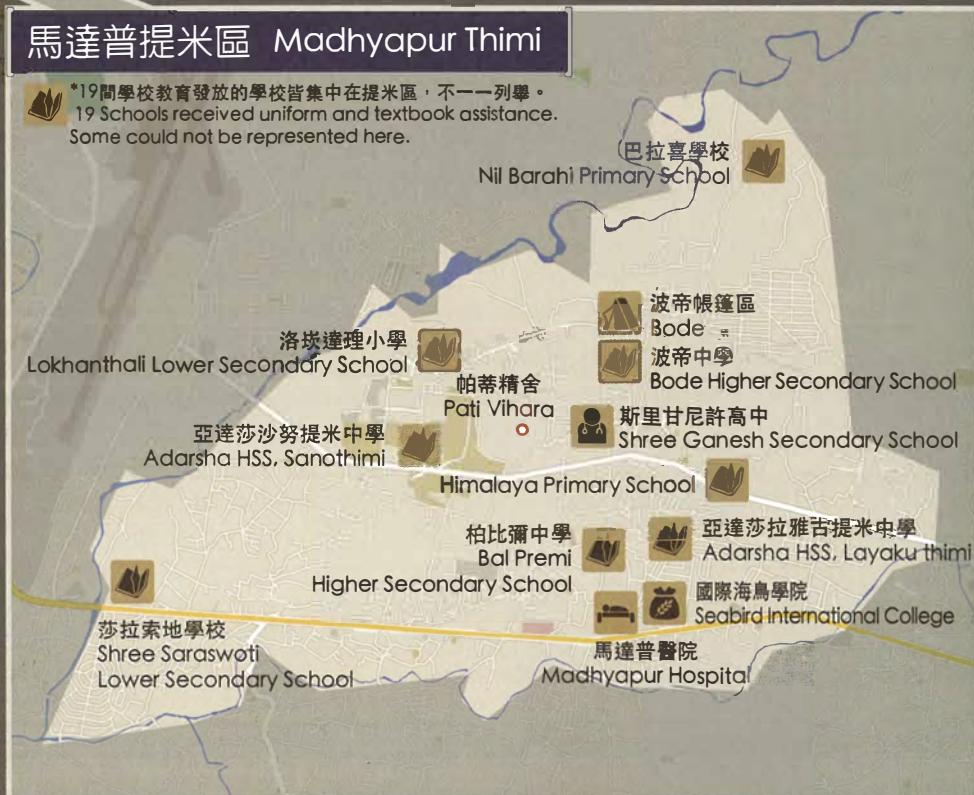 馬達普提米區 Madhyapur Thimi
*19間學校教育發放的學校皆集中在提米區，不一一列舉。
19 Schools received uniform and textbook assistance.
Some could not be represented here.
巴拉喜學校
Nil Barahi Primary School
波帝帳篷區
Bode
波帝中學
Bode Higher Secondary School
洛崁達理小學
Lokhanthali Lower Secondary School
帕蒂精舍
Pati Vihara
斯里甘尼許高中
Shree Ganesh Secondary School
亞達莎沙努提米中學
Adarsha HSS, Sanothimi
Himalaya Primary School
柏比彌中學
Bal Premi
Higher Secondary School
亞達莎拉雅古提米中學
Adarsha HSS, Layaku thimi
國際海鳥學院
Seabird International College
馬達普醫院
Madhyapur Hospital
莎拉索地學校
Shree Saraswoti
Lower Secondary School